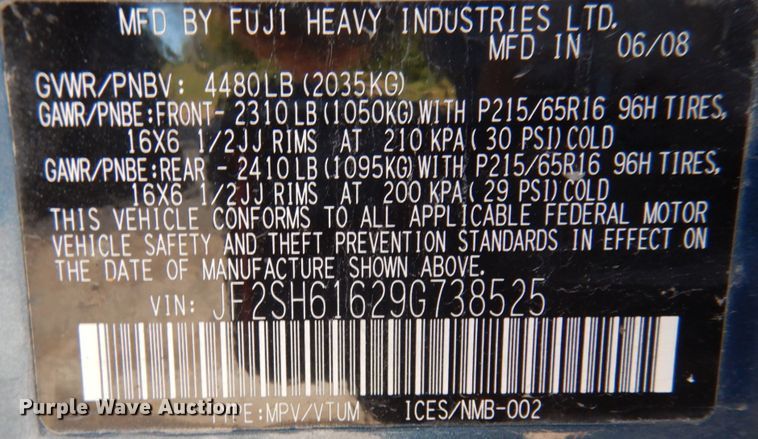 MFD BY FUJI HEAVY INDUSTRIES LTD.
MFD IN 06/08
GVWR/PNBV: 4480LB(2035KG)
GAWR/PNBE:FRONT- 2310LB(1050KG)WITH P215/65R16 96H TIRES,
16X6 1/2JJ RIMS AT 210 KPA(30 PSI)COLD
GAWR/PNBE:REAR - 2410LB(1095KG)WITH P215/65R16 96H TIRES,
16X6 1/2JJ RIMS AT 200 KPA(29 PSI)COLD
THIS VEHICLE CONFORMS TO ALL APPLICABLE FEDERAL MOTOR
VEHICLE SAFETY AND THEFT PREVENTION STANDARDS IN EFFECT ON
THE DATE OF MANUFACTURE SHOWN ABOVE.
VIN: JF2SH61629G738525
Purple Wave Auction
TYPE:MPV/VTUM ICES/NMB-002